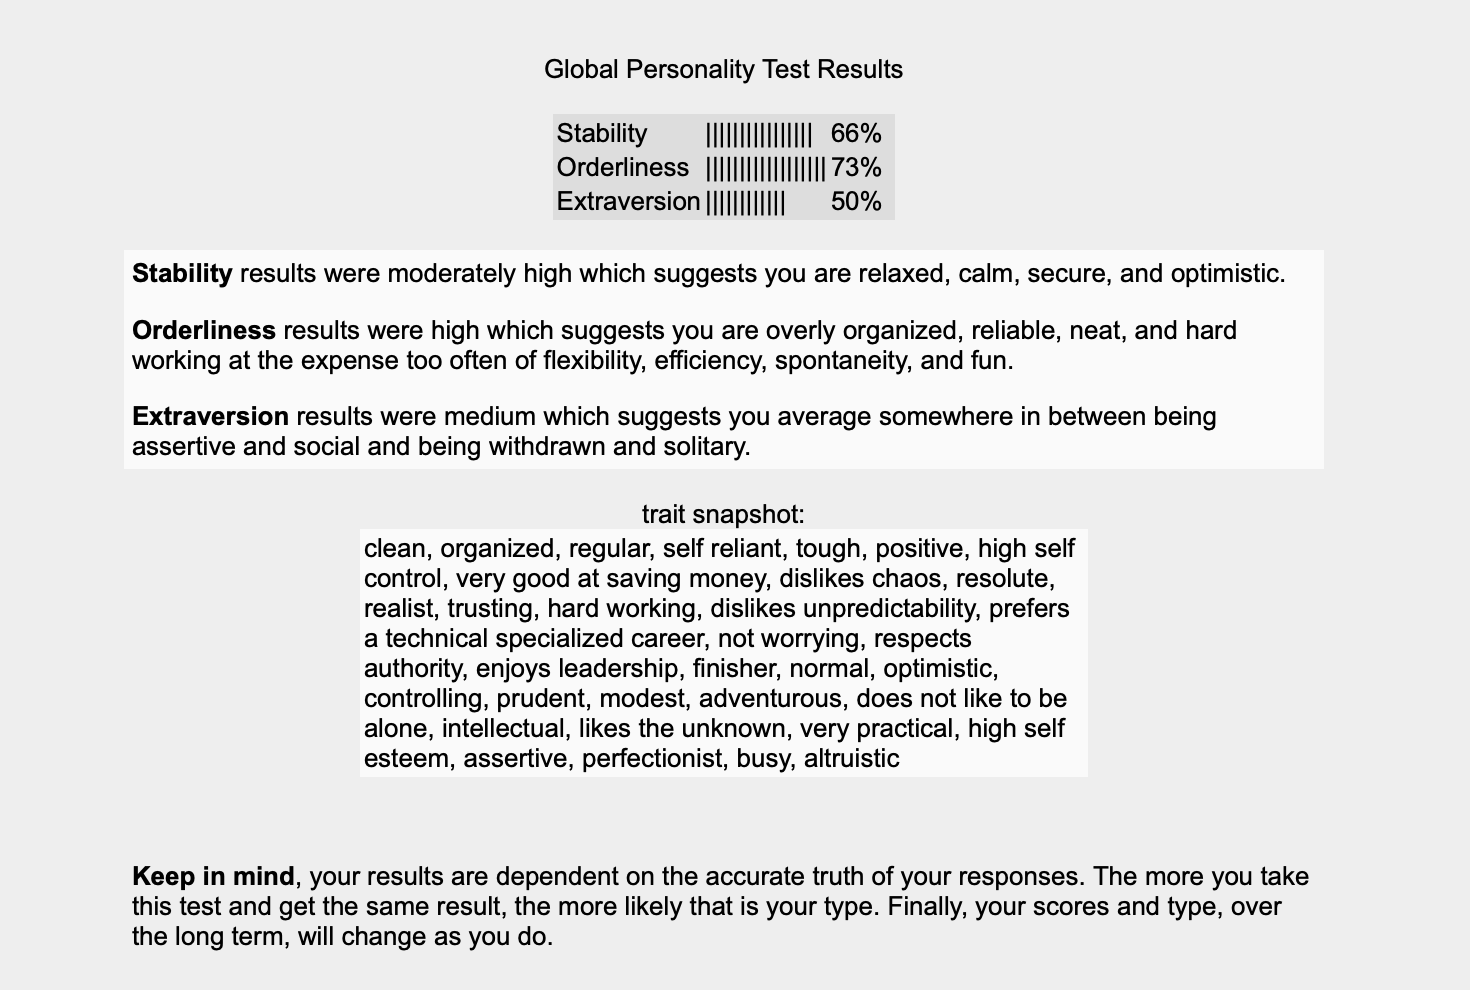 Global Personality Test Results
Stability |||||||||||||||| 66%
Orderliness |||||||||||||||||| 73%
Extraversion |||||||||||| 50%
Stability results were moderately high which suggests you are relaxed, calm, secure, and optimistic.
Orderliness results were high which suggests you are overly organized, reliable, neat, and hard
working at the expense too often of flexibility, efficiency, spontaneity, and fun.
Extraversion results were medium which suggests you average somewhere in between being
assertive and social and being withdrawn and solitary.
trait snapshot:
clean, organized, regular, self reliant, tough, positive, high self
control, very good at saving money, dislikes chaos, resolute,
realist, trusting, hard working, dislikes unpredictability, prefers
a technical specialized career, not worrying, respects
authority, enjoys leadership, finisher, normal, optimistic,
controlling, prudent, modest, adventurous, does not like to be
alone, intellectual, likes the unknown, very practical, high self
esteem, assertive, perfectionist, busy, altruistic
Keep in mind, your results are dependent on the accurate truth of your responses. The more you take
this test and get the same result, the more likely that is your type. Finally, your scores and type, over
the long term, will change as you do.